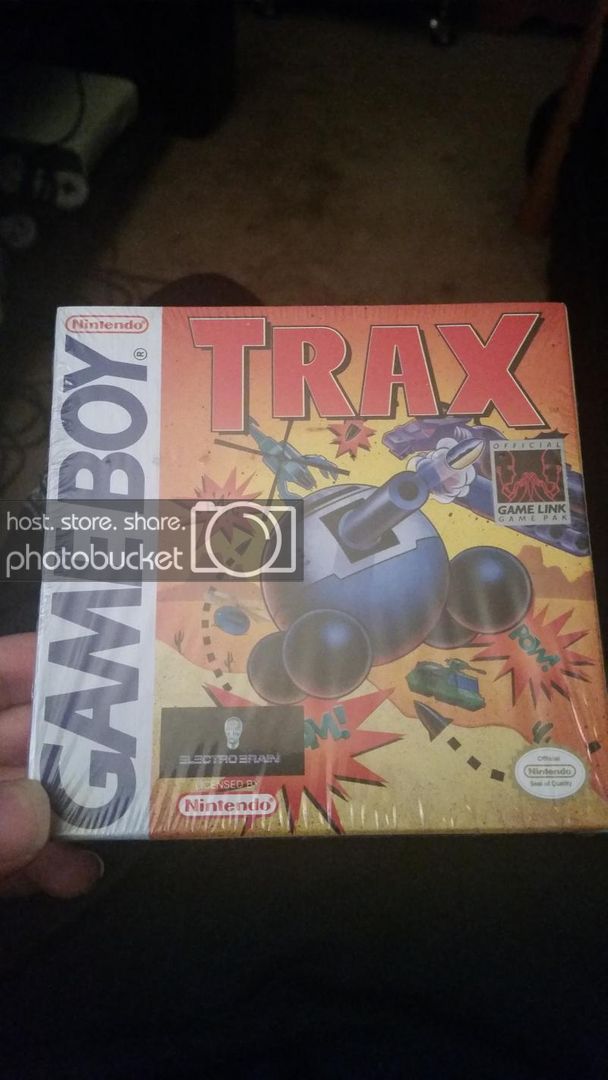 Nintendo®
GAME BOY
TRAX
OFFICIAL
GAME LINK
GAME PAK
host. store. share.
photobucket
POW!
ELECTRO BRAIN
LICENSED BY
Nintendo
Official
Nintendo
Seal of Quality